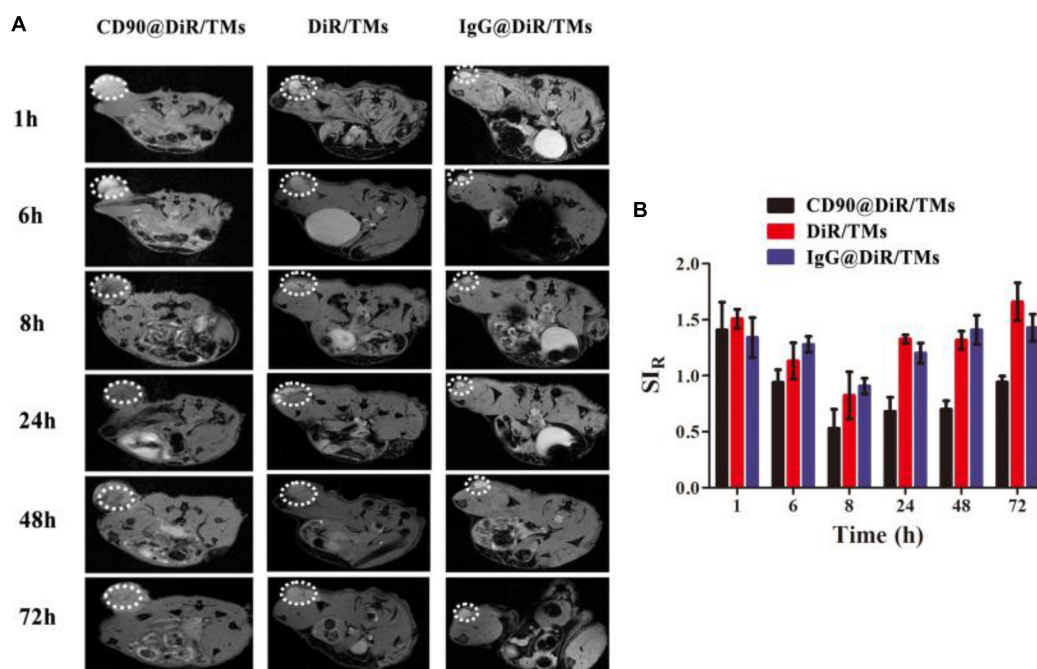 A
CD90@DiR/TMs DiR/TMs IgG@DiR/TMs
1h
6h
8h
24h
48h
72h
B
CD90@DiR/TMs
DiR/TMs
IgG@DiR/TMs
2.0
1.5
1.0
0.5
0.0
SIR
1 6 8 24 48 72
Time (h)